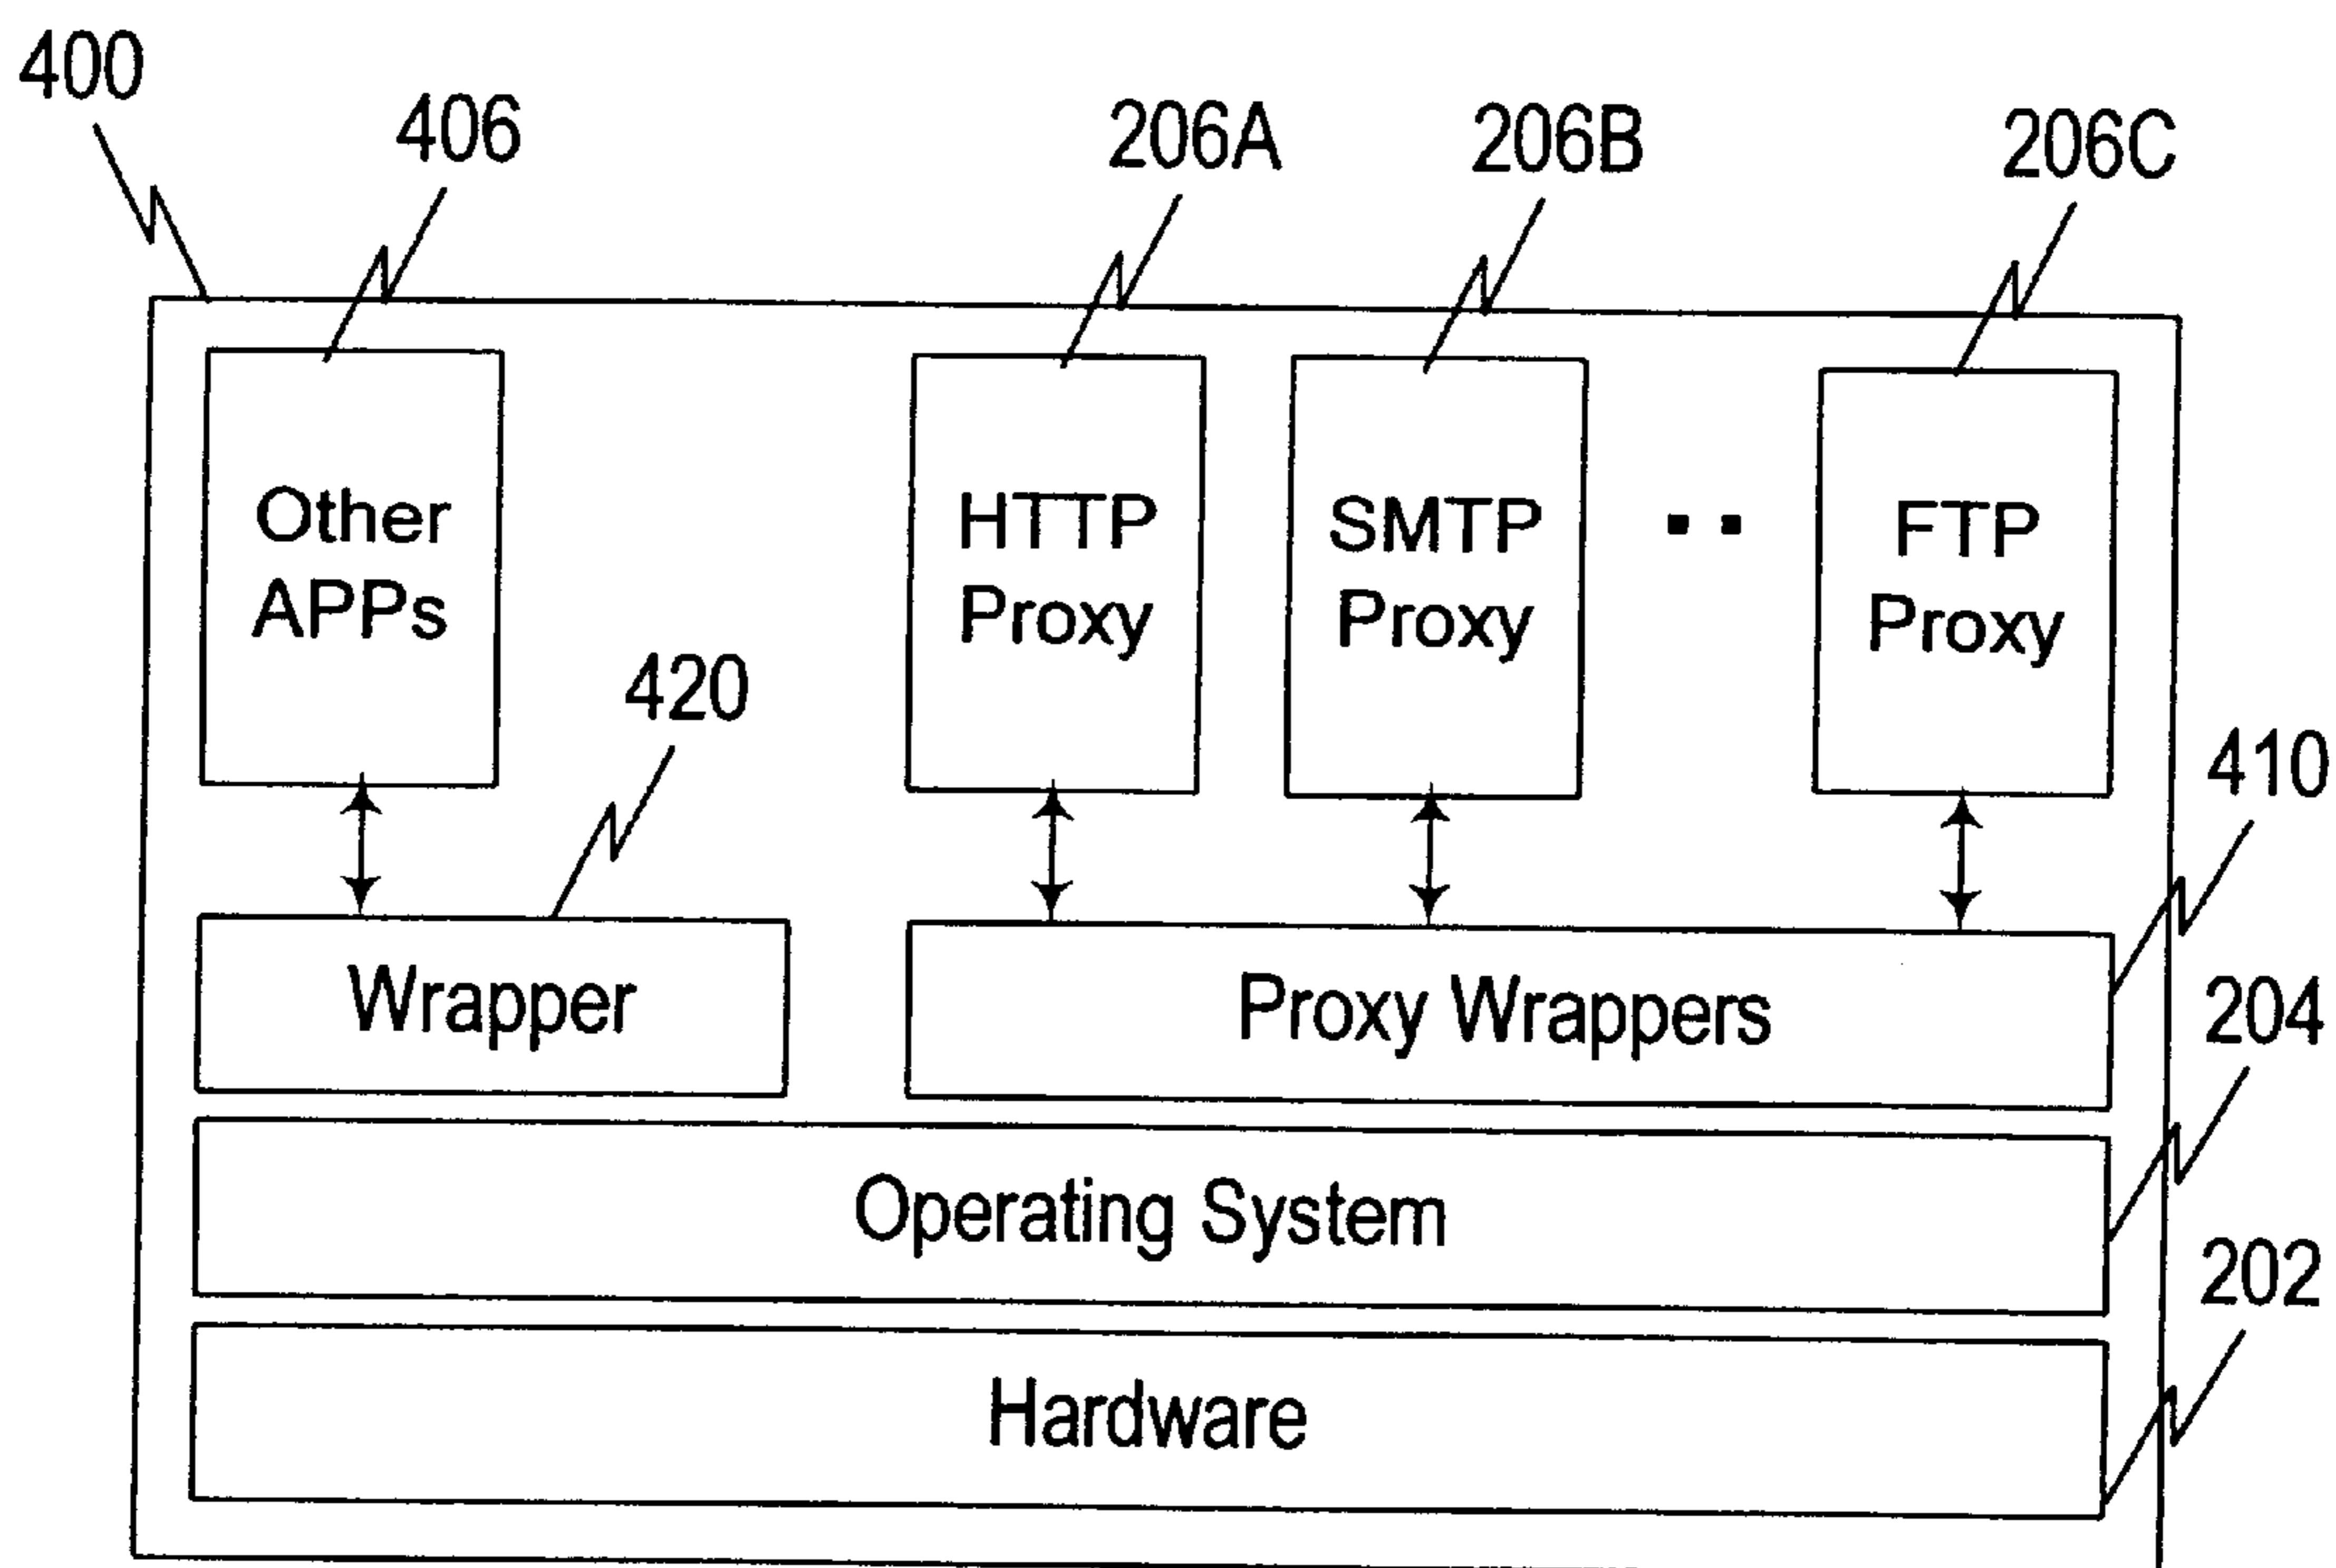 400
406
206A
206B
206C
Other
APPs
HTTP
Proxy
SMTP
Proxy
FTP
Proxy
420
410
Wrapper
Proxy Wrappers
204
Operating System
202
Hardware